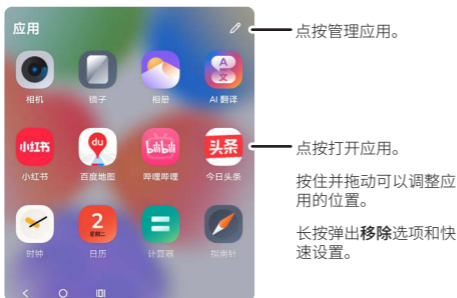 应用
点按管理应用。
A
文
相机
镜子
相册
AI 翻译
小红书
du
bilibili
头条
点按打开应用。
小红书
百度地图
哔哩哔哩
今日头条
按住并拖动可以调整应
用的位置。
2
星期二
长按弹出移除选项和快
速设置。
时钟
日历
计算器
指南针